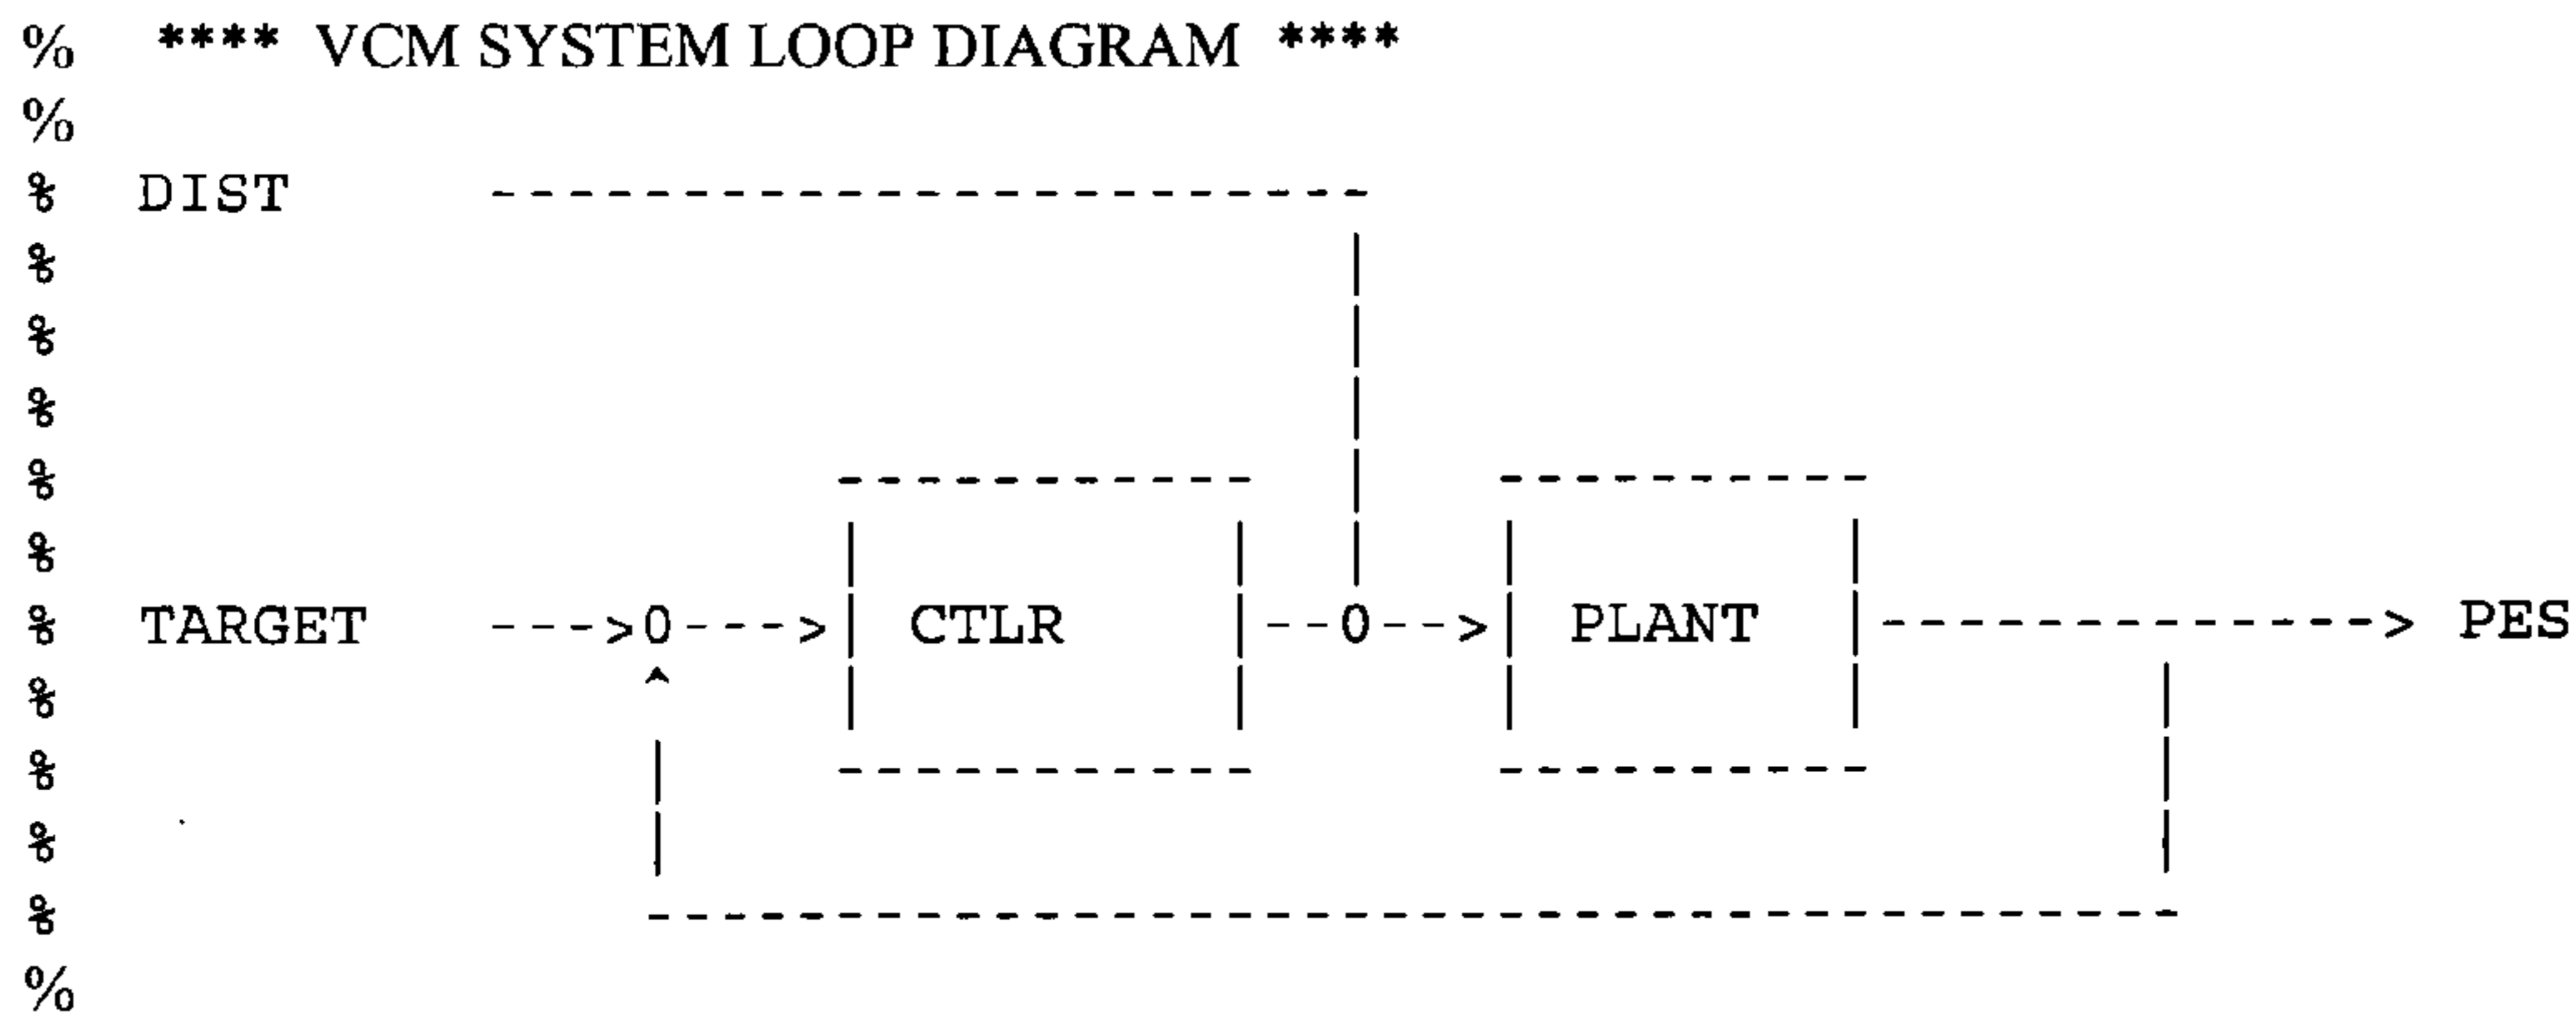 % **** VCM SYSTEM LOOP DIAGRAM ****
%
% DIST -----------------------
% |
% |
% |
% ----------- | ----------
% | | | | |
% TARGET --->0---->| CTLR |--0-->| PLANT |-------------> PES
% ^ | | | | |
% | ----------- ---------- |
% | |
% ----------------------------------------
%